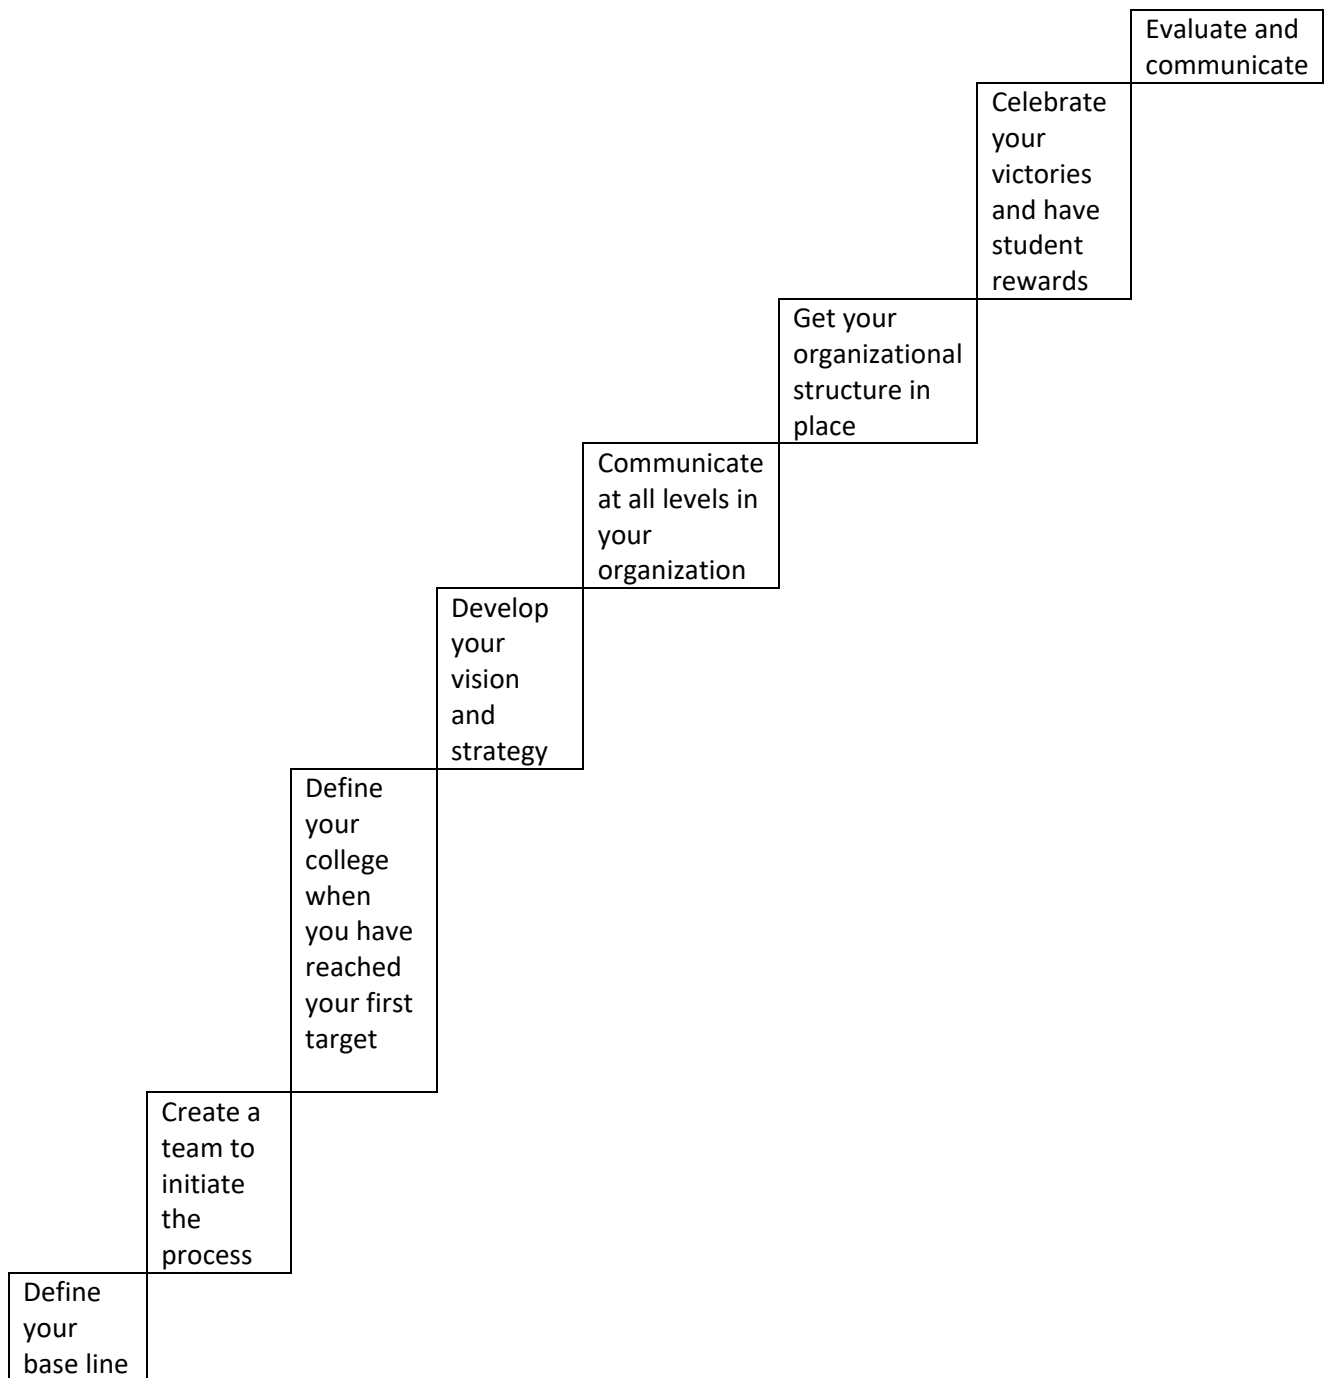 Evaluate and
communicate
Celebrate
your
victories
and have
student
rewards
Get your
organizational
structure in
place
Communicate
at all levels in
your
organization
Develop
your
vision
and
strategy
Define
your
college
when
you have
reached
your first
target
Create a
team to
initiate
the
process
Define
your
base line